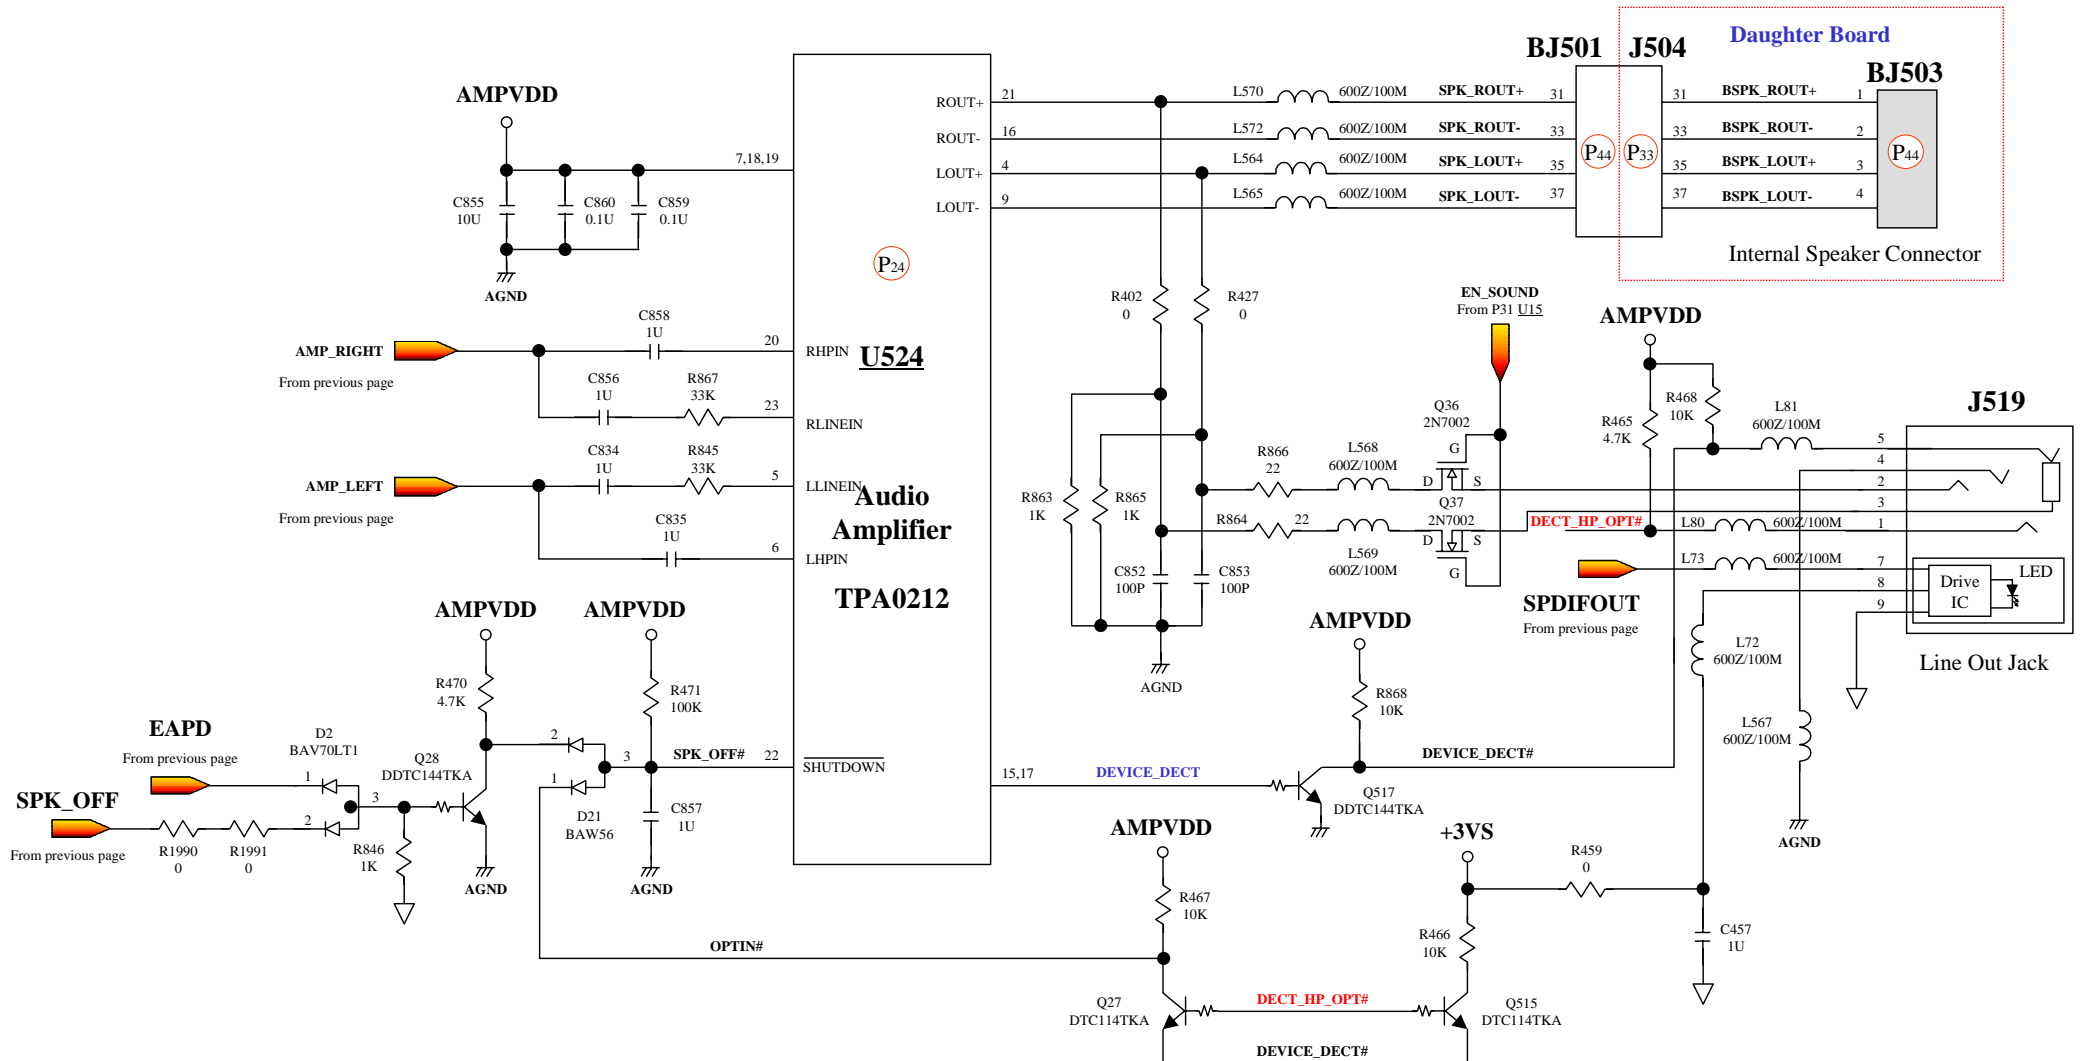 Daughter Board
BJ501
J504
BJ503
AMPVDD
ROUT+
21
L570
600Z/100M
SPK_ROUT+
31
31
BSPK_ROUT+
1
ROUT-
16
L572
600Z/100M
SPK_ROUT-
33
33
BSPK_ROUT-
2
P44
P33
P44
7,18,19
LOUT+
4
L564
600Z/100M
SPK_LOUT+
35
35
BSPK_LOUT+
3
LOUT-
9
L565
600Z/100M
SPK_LOUT-
37
37
BSPK_LOUT-
4
C855
10U
C860
0.1U
C859
0.1U
P24
Internal Speaker Connector
AGND
R402
0
R427
0
EN_SOUND
From P31 U15
AMPVDD
C858
1U
20
RHPIN
AMP_RIGHT
From previous page
U524
C856
1U
R867
33K
23
RLINEIN
Q36
2N7002
G
R465
4.7K
R468
10K
L81
600Z/100M
J519
5
4
2
3
1
C834
1U
R845
33K
5
LLINEIN
AMP_LEFT
From previous page
Audio
Amplifier
R866
22
L568
600Z/100M
D
S
R863
1K
R865
1K
Q37
2N7002
R864
22
D
S
G
DECT_HP_OPT#
L80
600Z/100M
C835
1U
6
LHPIN
L569
600Z/100M
L73
600Z/100M
7
8
9
Drive
IC
LED
C852
100P
C853
100P
SPDIFOUT
From previous page
TPA0212
AMPVDD
AMPVDD
AMPVDD
L72
600Z/100M
Line Out Jack
AGND
R470
4.7K
R471
100K
R868
10K
L567
600Z/100M
EAPD
From previous page
D2
BAV70LT1
1
Q28
DDTC144TKA
2
3
SPK_OFF#
22
SHUTDOWN
DEVICE_DECT#
15,17
DEVICE_DECT
Q517
DDTC144TKA
SPK_OFF
From previous page
3
2
1
D21
BAW56
C857
1U
R1990
0
R1991
0
R846
1K
AGND
AGND
AMPVDD
+3VS
AGND
R459
0
R467
10K
R466
10K
C457
1U
OPTIN#
Q27
DTC114TKA
DECT_HP_OPT#
Q515
DTC114TKA
DEVICE_DECT#